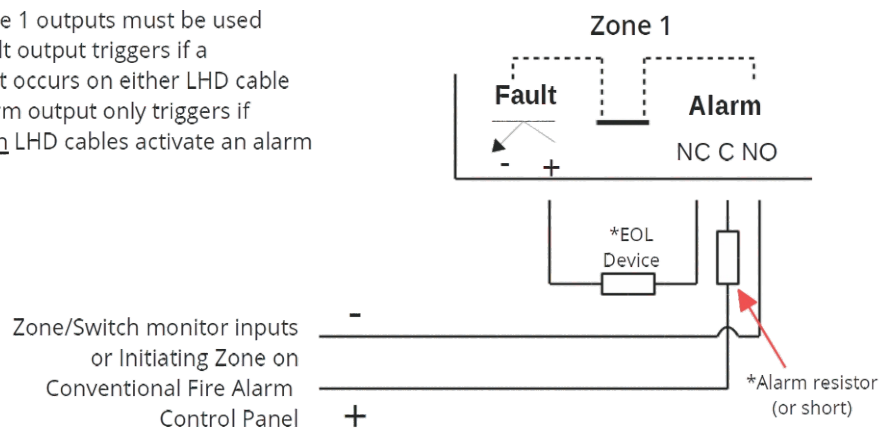 e 1 outputs must be used
lt output triggers if a
t occurs on either LHD cable
rm output only triggers if
LHD cables activate an alarm
Zone 1
Fault
Alarm
- +
NC C NO
*EOL
Device
Zone/Switch monitor inputs
or Initiating Zone on
Conventional Fire Alarm
Control Panel
-
+
*Alarm resistor
(or short)